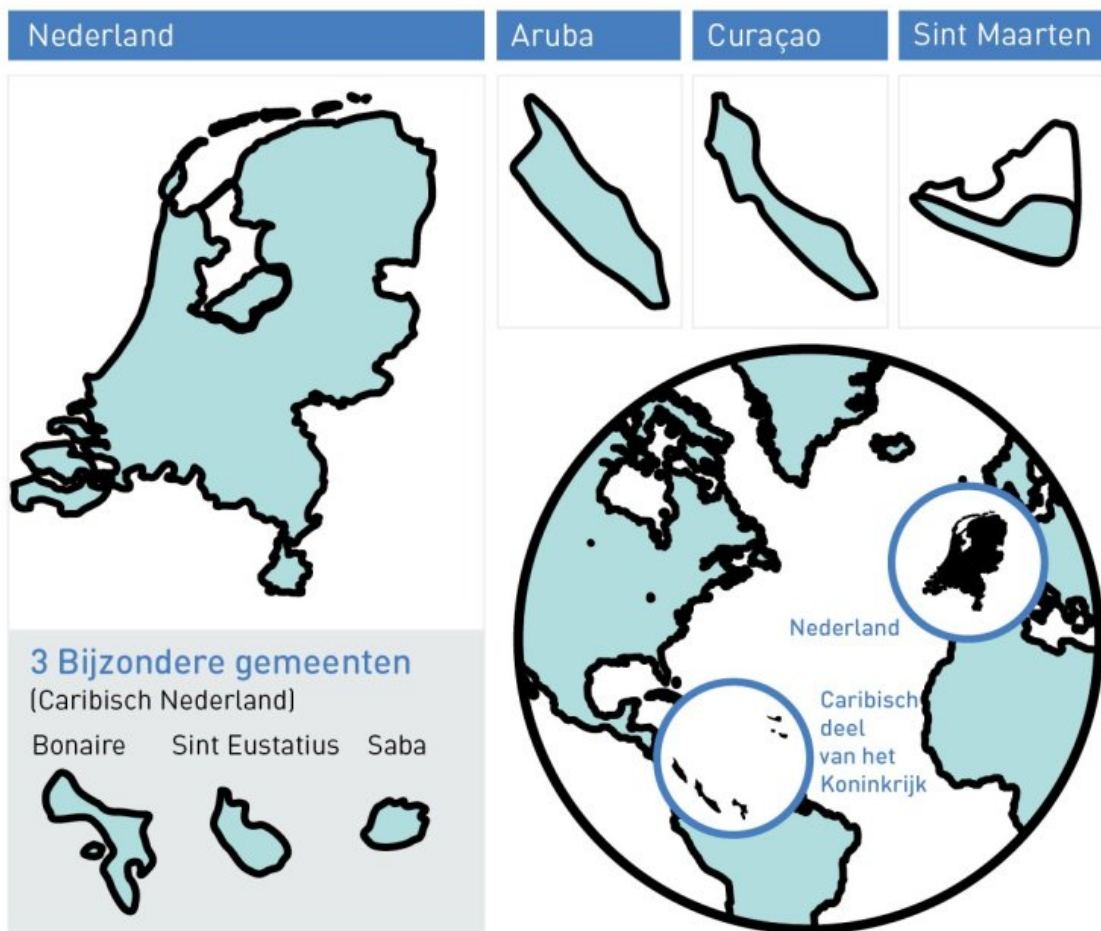 Nederland
Aruba
Curaçao
Sint Maarten
3 Bijzondere gemeenten
(Caribisch Nederland)
Bonaire
Sint Eustatius
Saba
Nederland
Caribisch
deel
van het
Koninkrijk